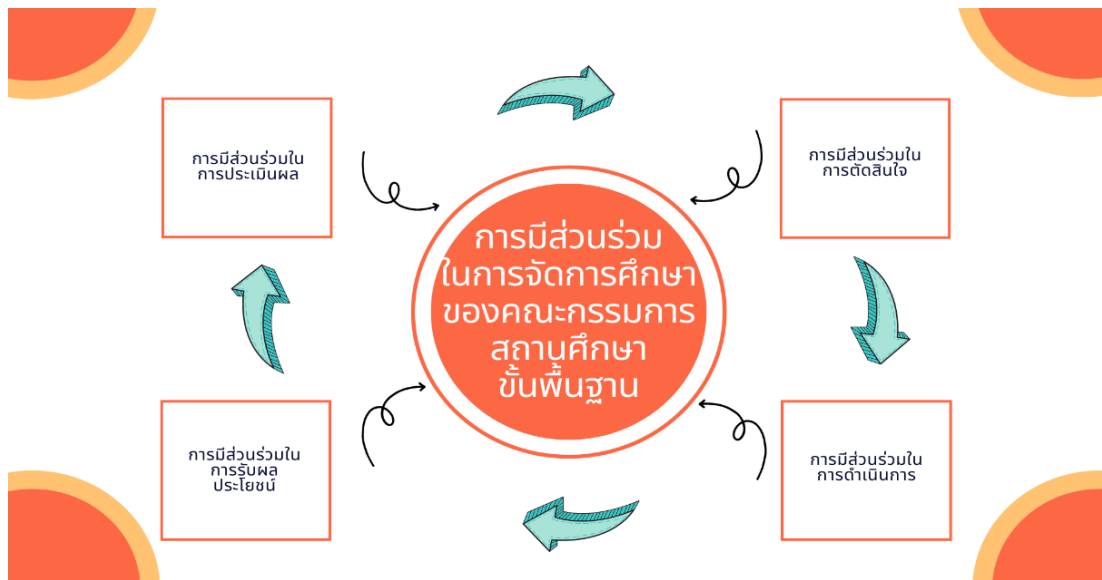 การมีส่วนร่วมใน
การประเมินผล
การมีส่วนร่วมใน
การตัดสินใจ
การมีส่วนร่วม
ในการจัดการศึกษา
ของคณะกรรมการ
สถานศึกษา
ขั้นพื้นฐาน
การมีส่วนร่วมใน
การรับผล
ประโยชน์
การมีส่วนร่วมใน
การดำเนินการ